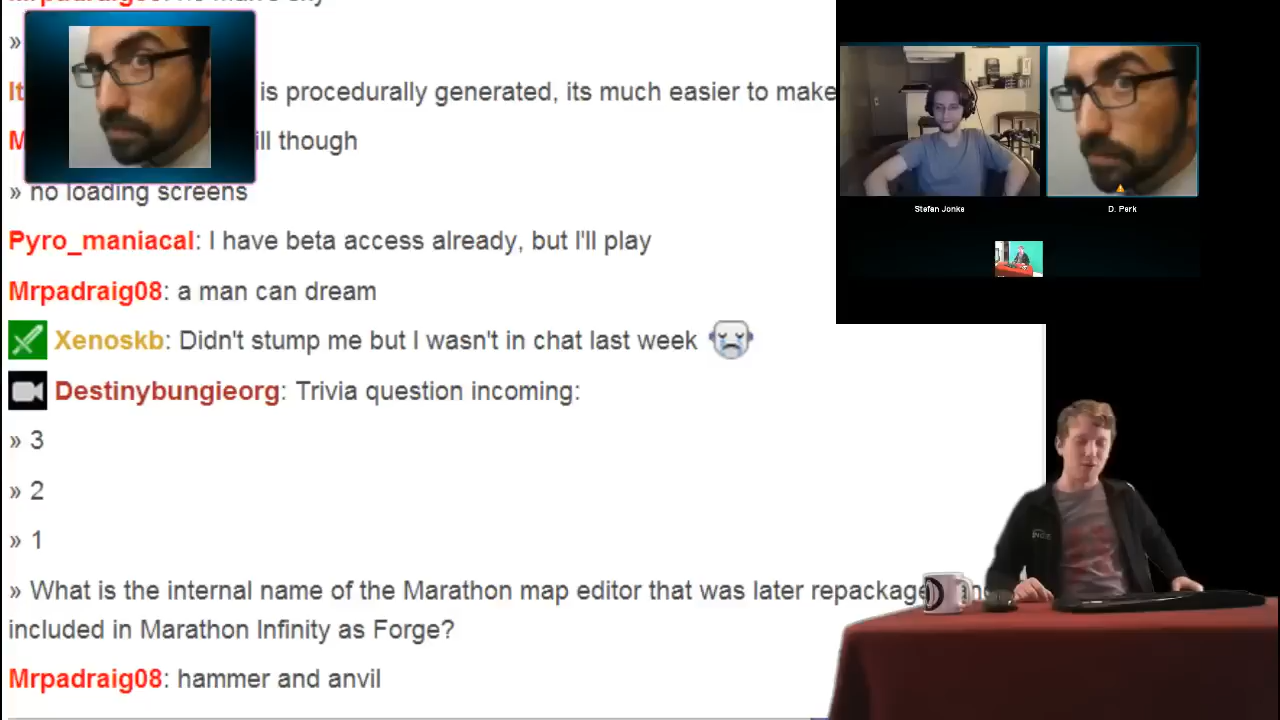 »
It is procedurally generated, its much easier to make
M ill though
» no loading screens
Pyro_maniacal: I have beta access already, but I'll play
Mrpadraig08: a man can dream
Xenoskb: Didn't stump me but I wasn't in chat last week
Destinybungieorg: Trivia question incoming:
» 3
» 2
» 1
» What is the internal name of the Marathon map editor that was later repackage
included in Marathon Infinity as Forge?
Mrpadraig08: hammer and anvil
Stefan Jonke
D. Perk